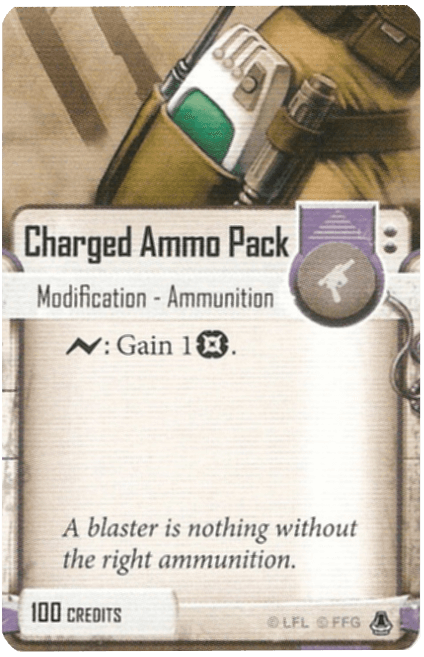 Charged Ammo Pack
Modification - Ammunition
: Gain 1.
A blaster is nothing without
the right ammunition.
100 CREDITS
© LFL © FFG